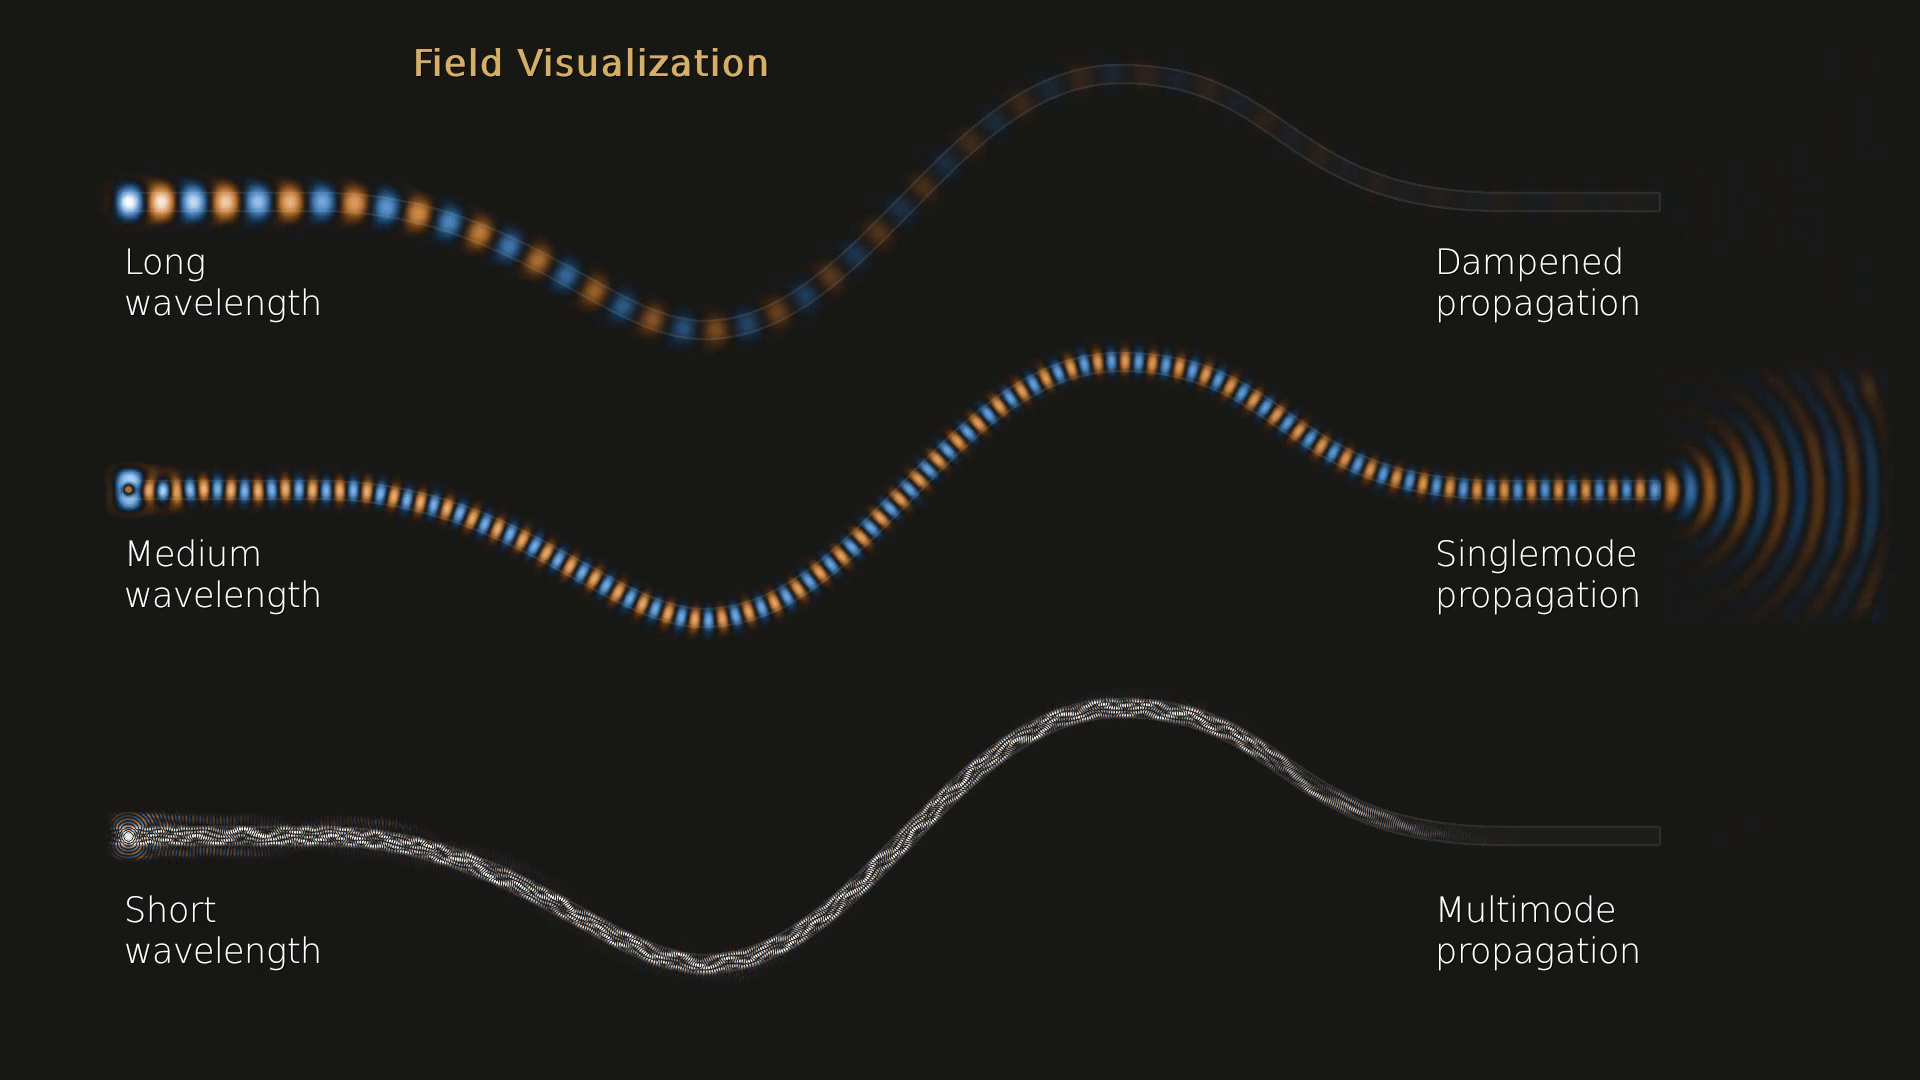 Field Visualization
Long
wavelength
Dampened
propagation
Medium
wavelength
Singlemode
propagation
Short
wavelength
Multimode
propagation